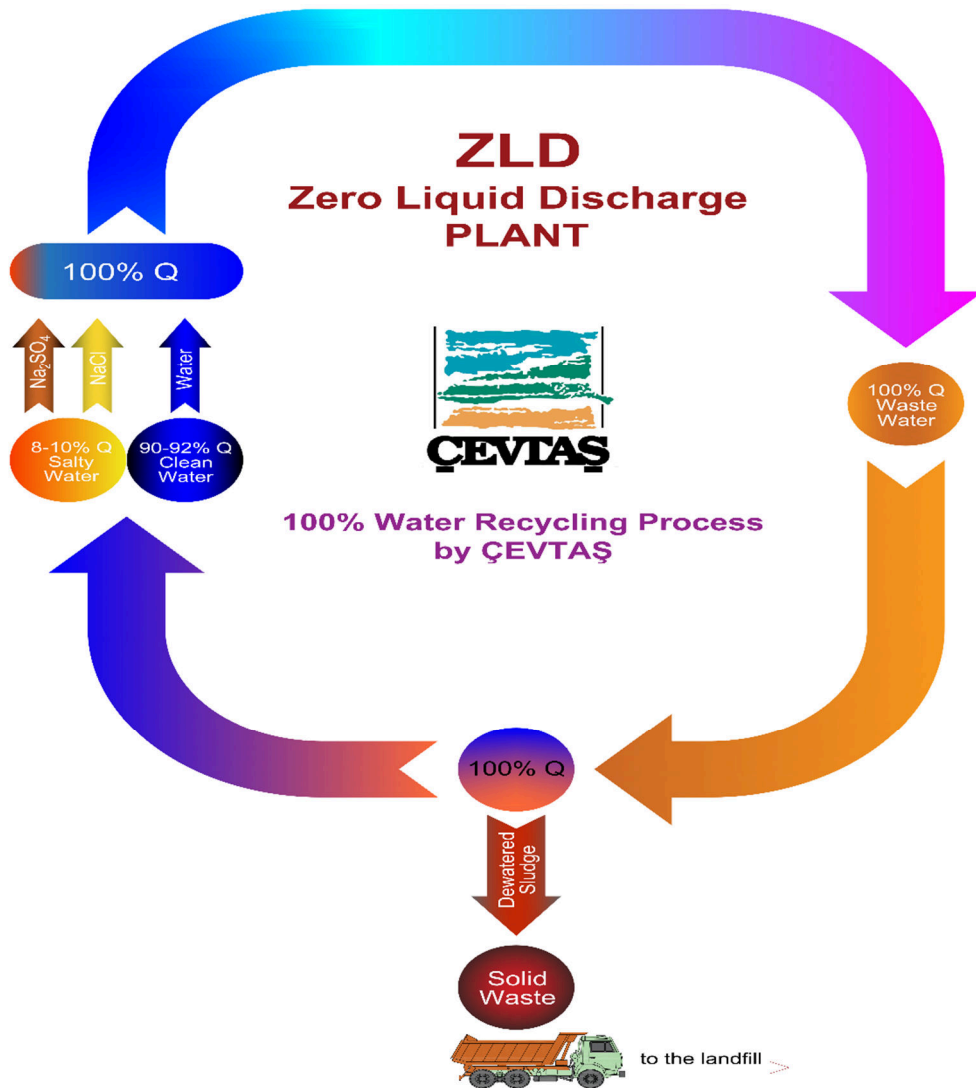 ZLD
Zero Liquid Discharge
PLANT
100% Q
Na₂SO₄
NaCl
Water
8-10% Q
Salty
Water
90-92% Q
Clean
Water
ÇEVTAŞ
100% Q
Waste
Water
100% Water Recycling Process
by ÇEVTAŞ
100% Q
Dewatered
Sludge
Solid
Waste
to the landfill